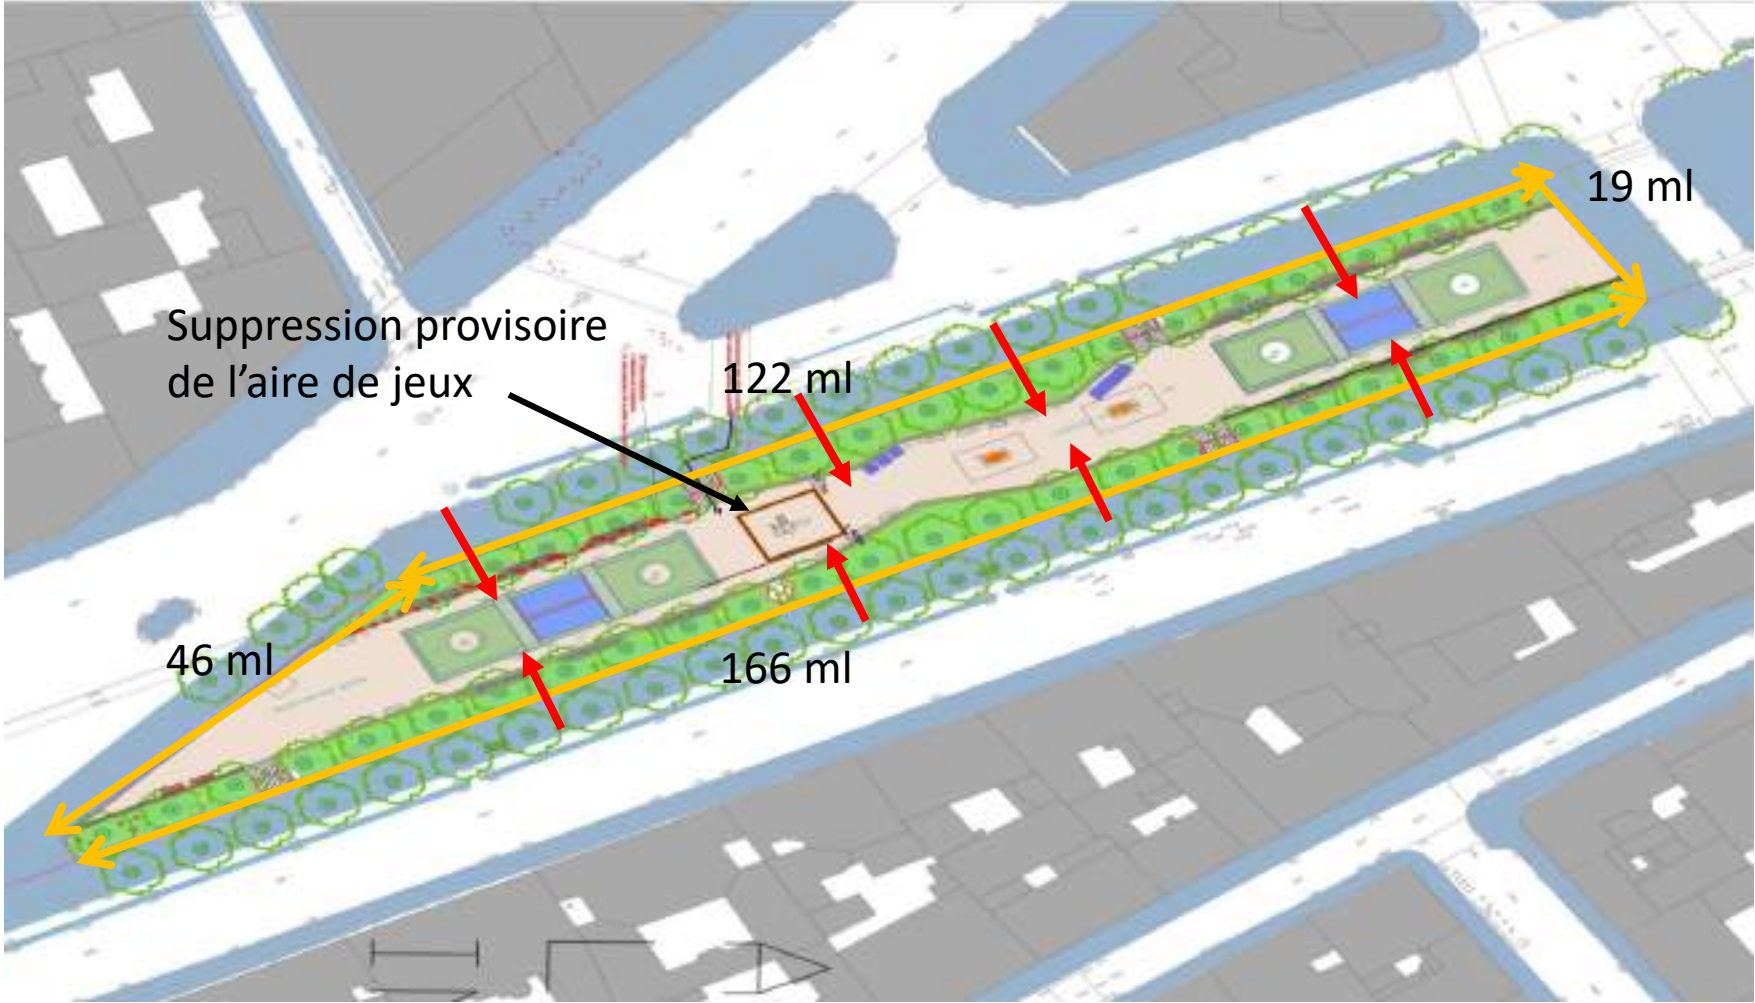 19 ml
Suppression provisoire
de l’aire de jeux
122 ml
46 ml
166 ml